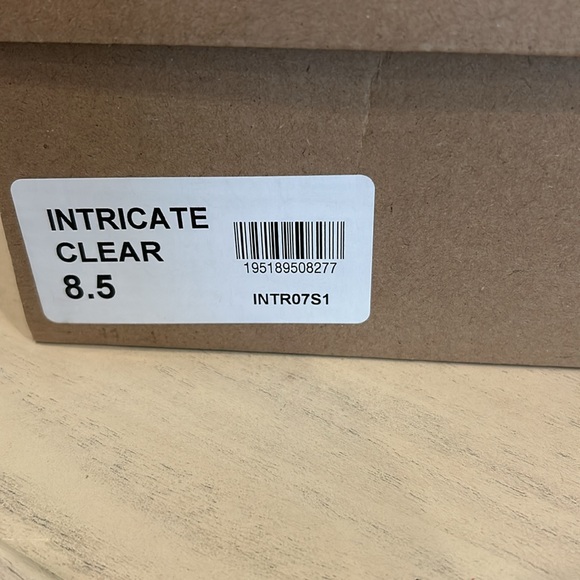 INTRICATE
CLEAR
8.5
195189508277
INTR07S1